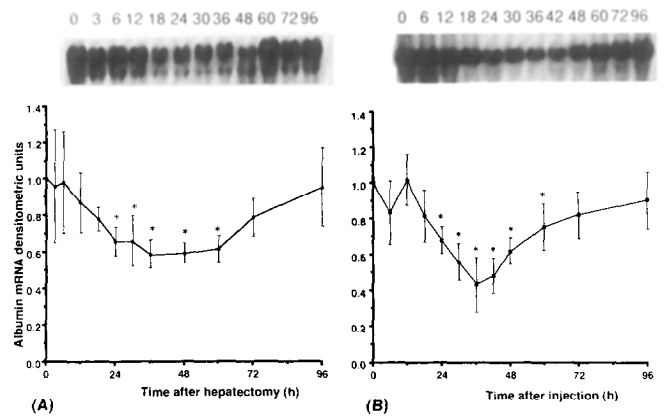 0 3 6 12 18 24 30 36 48 60 72 96
0 6 12 18 24 30 36 42 48 60 72 96
Albumin mRNA densitometric units
1.4
1.2
1.0
0.8
0.6
0.4
0.2
0.0
* * * * *
0 24 48 72 96
Time after hepatectomy (h)
(A)
1.4
1.2
1.0
0.8
0.6
0.4
0.2
0.0
* * * * * *
0 24 48 72 96
Time after injection (h)
(B)